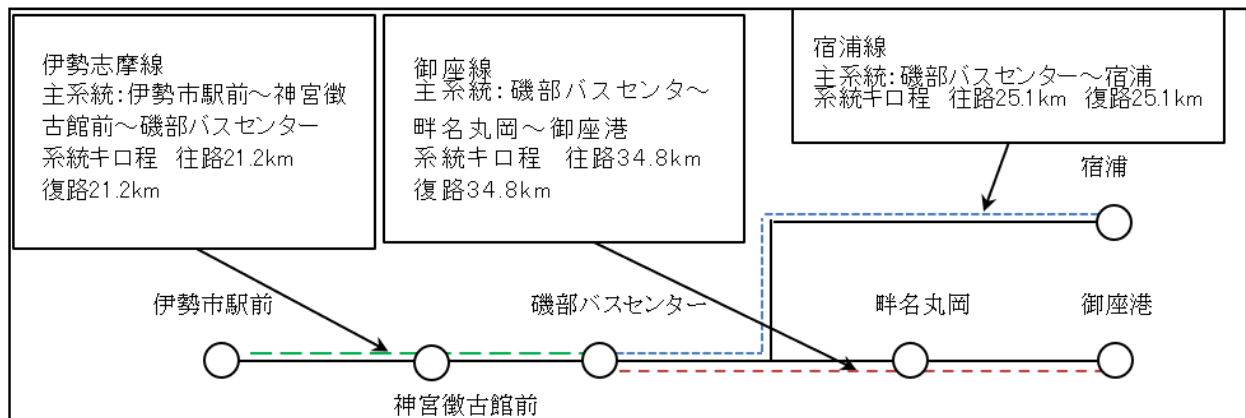 伊勢志摩線
主系統:伊勢市駅前～神宮徴
古館前～磯部バスセンター
系統キロ程 往路21.2km
復路21.2km
御座線
主系統:磯部バスセンタ～
畔名丸岡～御座港
系統キロ程 往路34.8km
復路34.8km
宿浦線
主系統:磯部バスセンター～宿浦
系統キロ程 往路25.1km 復路25.1km
宿浦
伊勢市駅前
磯部バスセンター
畔名丸岡
御座港
神宮徴古館前